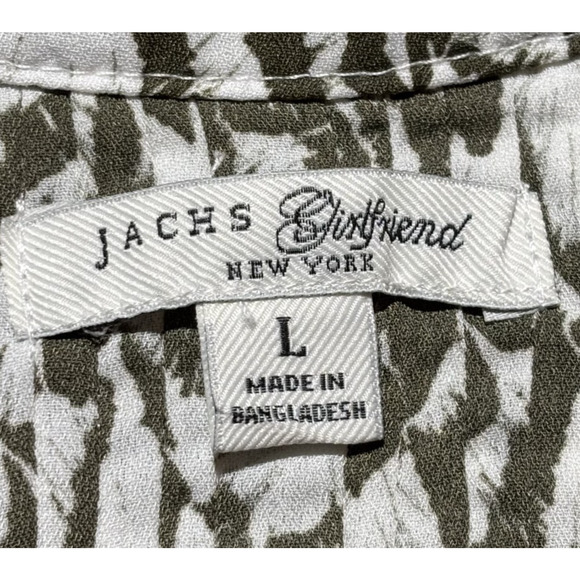 JACHS Girlfriend
NEW YORK
L
MADE IN
BANGLADESH